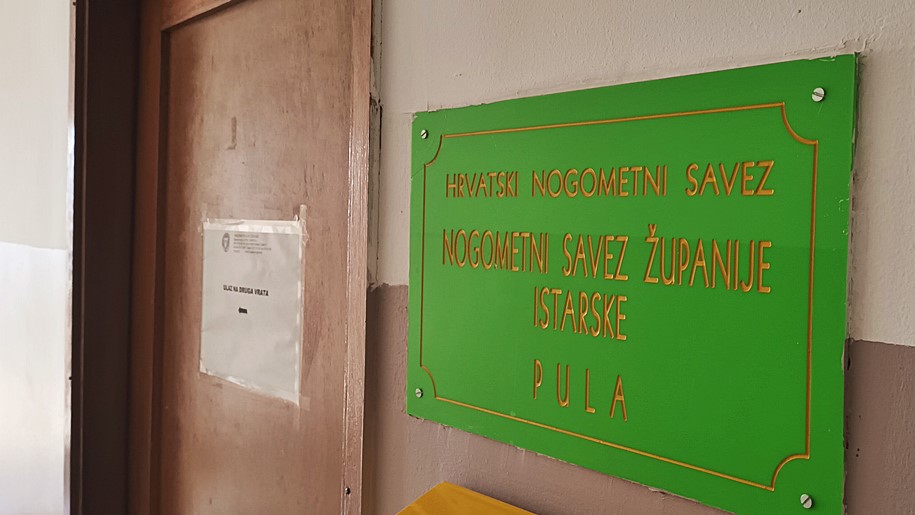 ULAZ NA DRUGA VRATA
HRVATSKI NOGOMETNI SAVEZ
NOGOMETNI SAVEZ ŽUPANIJE
ISTARSKE
PULA